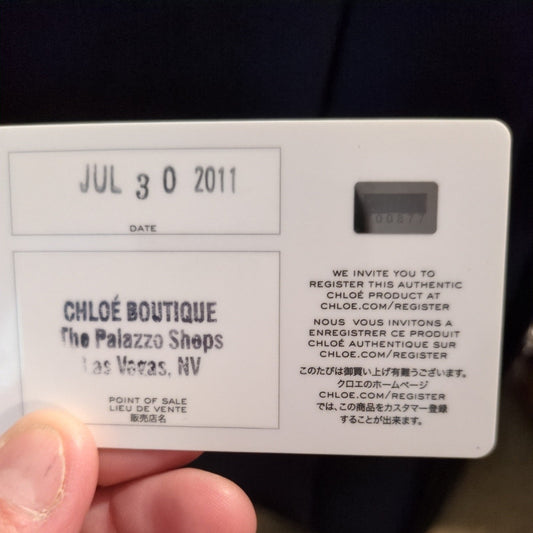 JUL 30 2011
DATE
CHLOÉ BOUTIQUE
The Palazzo Shops
Las Vegas, NV
POINT OF SALE
LIEU DE VENTE
販売店名
WE INVITE YOU TO
REGISTER THIS AUTHENTIC
CHLOÉ PRODUCT AT
CHLOE.COM/REGISTER
NOUS VOUS INVITONS A
ENREGISTRER CE PRODUIT
CHLOÉ AUTHENTIQUE SUR
CHLOE.COM/REGISTER
このたびは御買い上げ有難うございます。
クロエのホームページ
CHLOE.COM/REGISTER
では、この商品をカスタマー登録
することが出来ます。